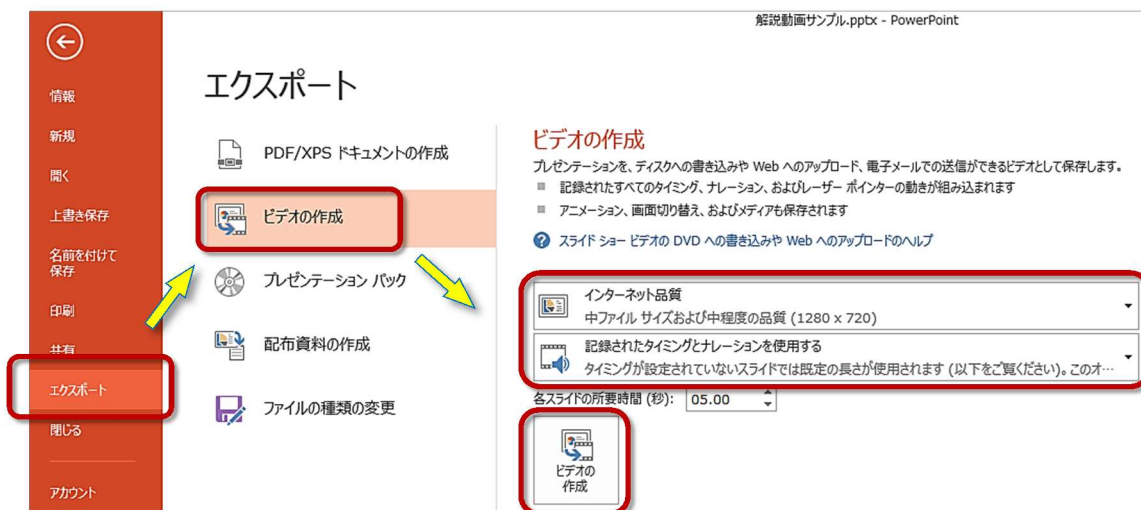 解説動画サンプル.pptx - PowerPoint
情報
新規
開く
上書き保存
名前を付けて
保存
印刷
共有
エクスポート
閉じる
アカウント
エクスポート
PDF/XPS ドキュメントの作成
ビデオの作成
プレゼンテーション パック
配布資料の作成
ファイルの種類の変更
ビデオの作成
プレゼンテーションを、ディスクへの書き込みや Web へのアップロード、電子メールでの送信ができるビデオとして保存します。
記録されたすべてのタイミング、ナレーション、およびレーザー ポインターの動きが組み込まれます
アニメーション、画面切り替え、およびメディアも保存されます
スライド ショー ビデオの DVD への書き込みや Web へのアップロードのヘルプ
インターネット品質
中ファイル サイズおよび中程度の品質 (1280 x 720)
記録されたタイミングとナレーションを使用する
タイミングが設定されていないスライドでは既定の長さが使用されます (以下をご覧ください)。このオ…
各スライドの所要時間 (秒): 05.00
ビデオの
作成